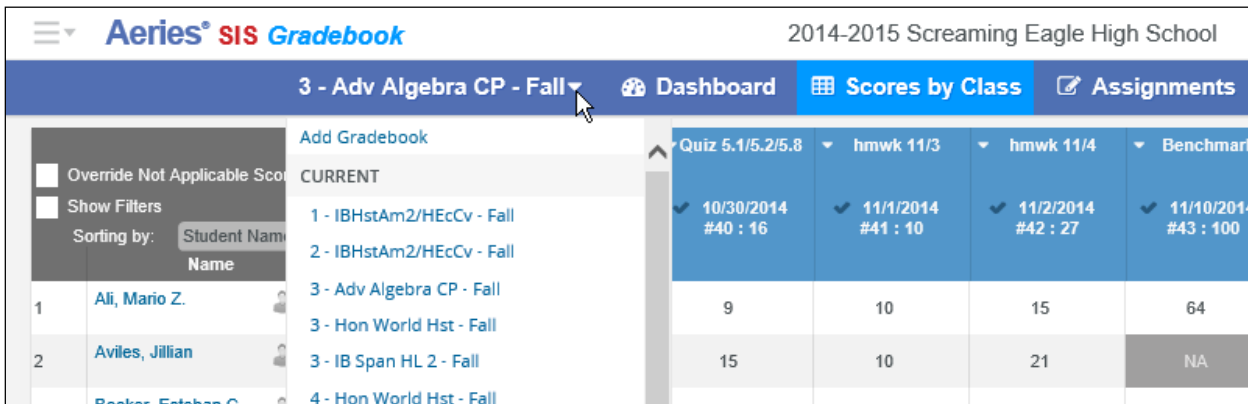 Aeries® SIS Gradebook
2014-2015 Screaming Eagle High School
3 - Adv Algebra CP - Fall
Dashboard
Scores by Class
Assignments
Add Gradebook
CURRENT
1 - IBHstAm2/HEcCv - Fall
2 - IBHstAm2/HEcCv - Fall
3 - Adv Algebra CP - Fall
3 - Hon World Hst - Fall
3 - IB Span HL 2 - Fall
4 - Hon World Hst - Fall
Override Not Applicable Sco
Show Filters
Sorting by: Student Nam
Name
Quiz 5.1/5.2/5.8
10/30/2014
#40 : 16
hmwk 11/3
11/1/2014
#41 : 10
hmwk 11/4
11/2/2014
#42 : 27
Benchmar
11/10/2014
#43 : 100
1 Ali, Mario Z. 9 10 15 64
2 Aviles, Jillian 15 10 21 NA